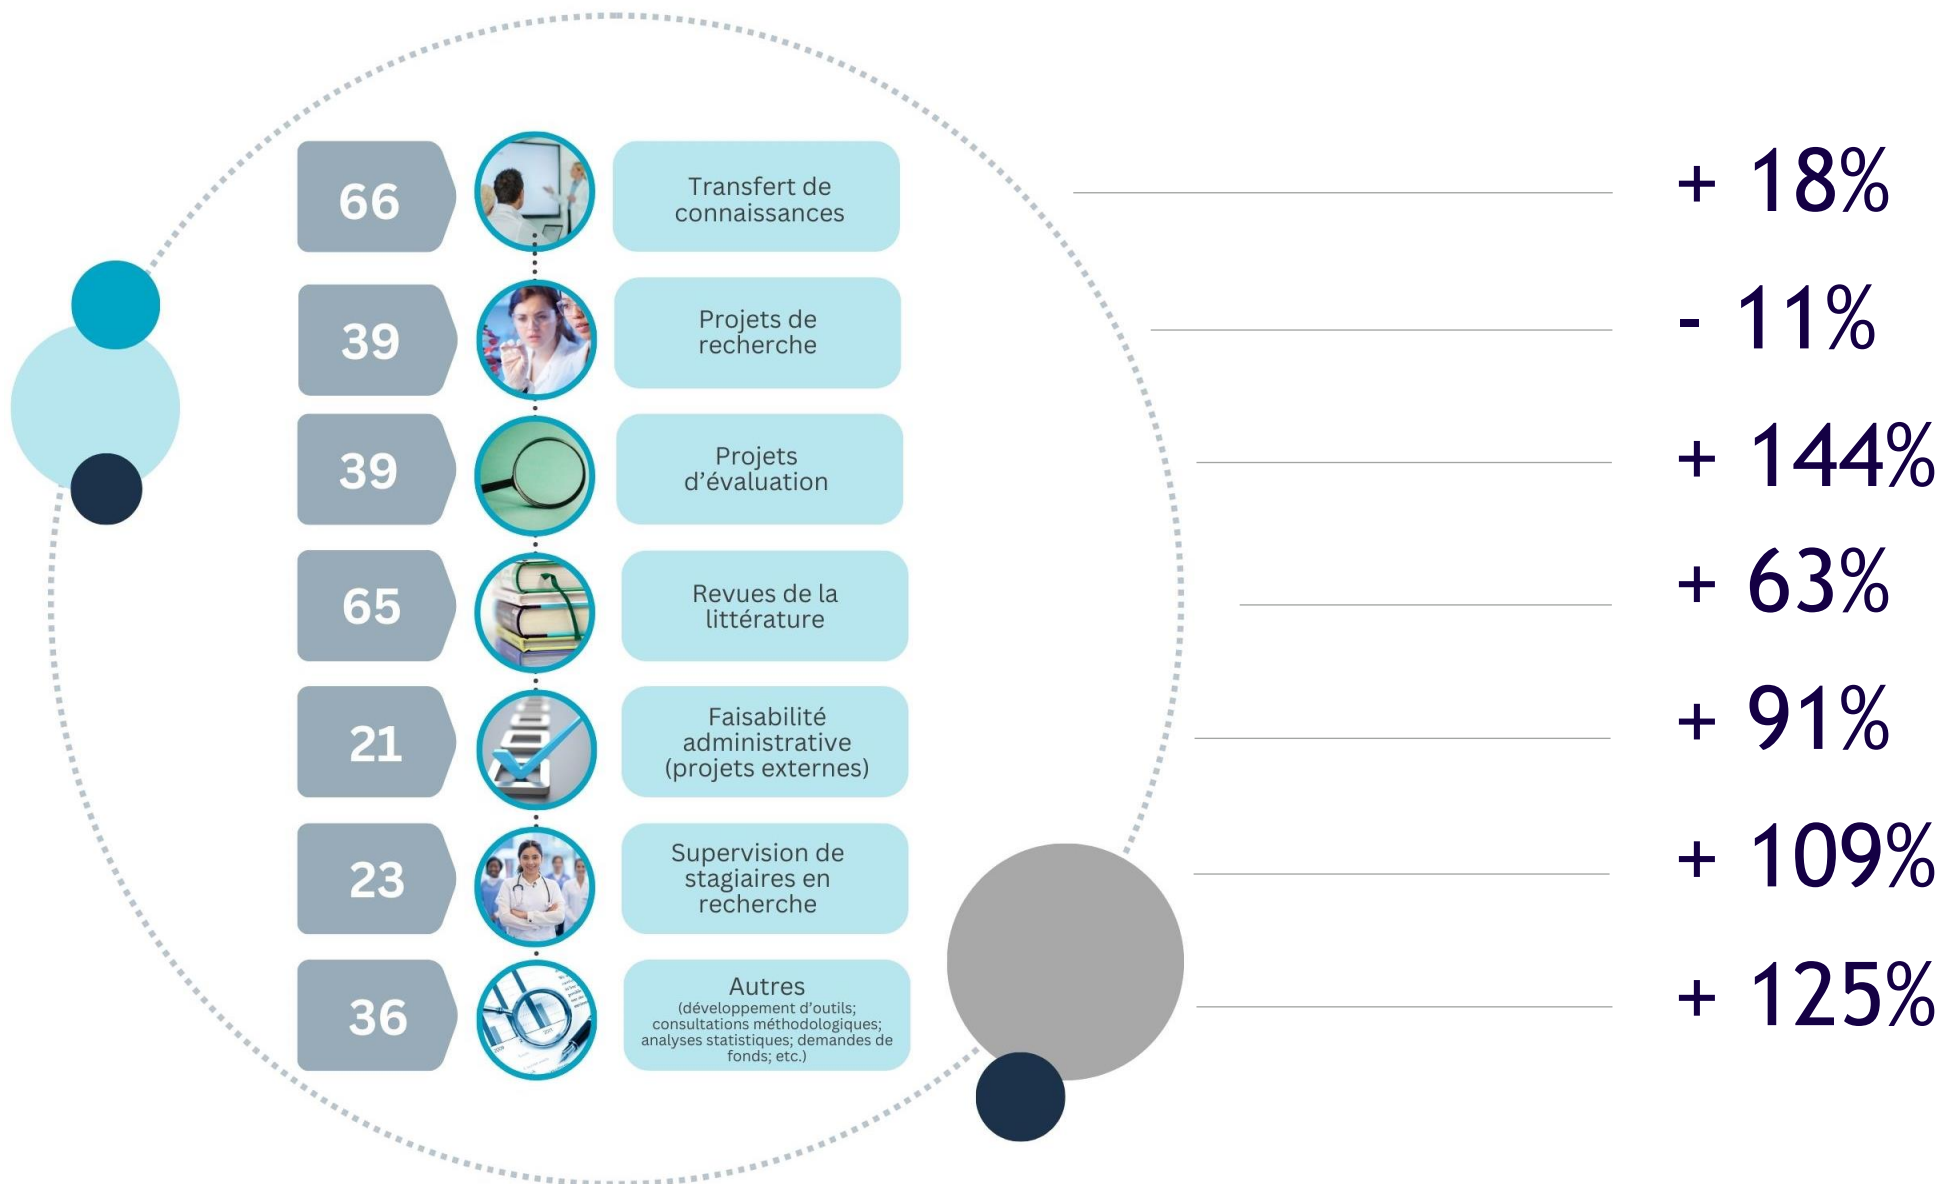 66
Transfert de
connaissances
+ 18%
39
Projets de
recherche
- 11%
39
Projets
d’évaluation
+ 144%
65
Revues de la
littérature
+ 63%
21
Faisabilité
administrative
(projets externes)
+ 91%
23
Supervision de
stagiaires en
recherche
+ 109%
36
Autres
(développement d’outils;
consultations méthodologiques;
analyses statistiques; demandes de
fonds; etc.)
+ 125%